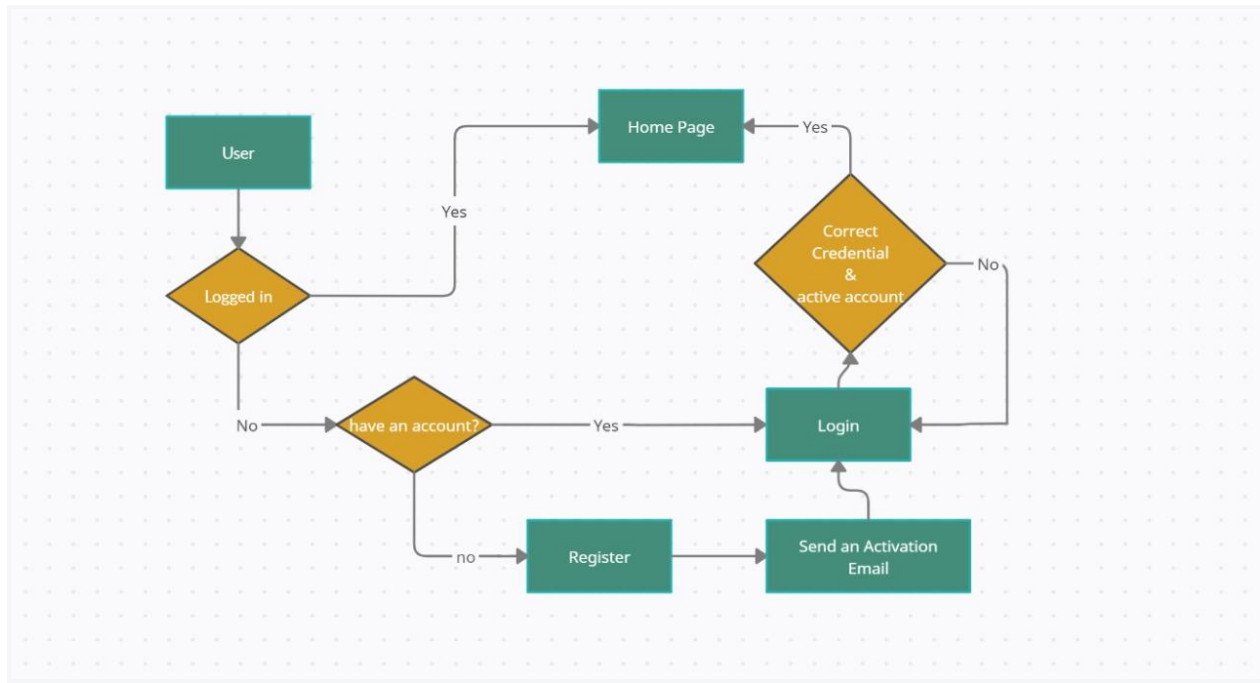 User
Home Page
Yes
Yes
Correct
Credential
&
active account
No
Logged in
No
have an account?
Yes
Login
no
Register
Send an Activation
Email